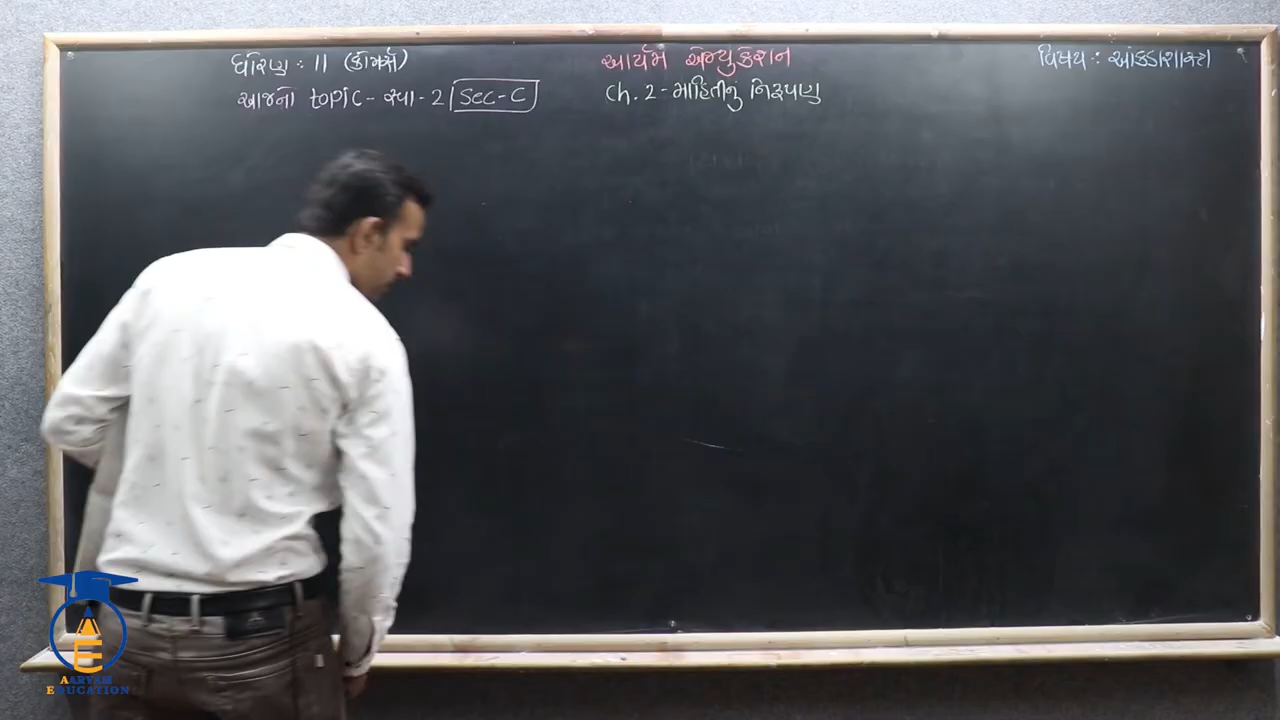 ધોરણ : 11 (કોમર્સ)
આર્યમ એજ્યુકેશન
વિષય : આંકડાશાસ્ત્ર
આજનો topic - સ્વા - 2 Sec-C
Ch. 2 - માહિતીનું નિરૂપણ
AARYAM
EDUCATION